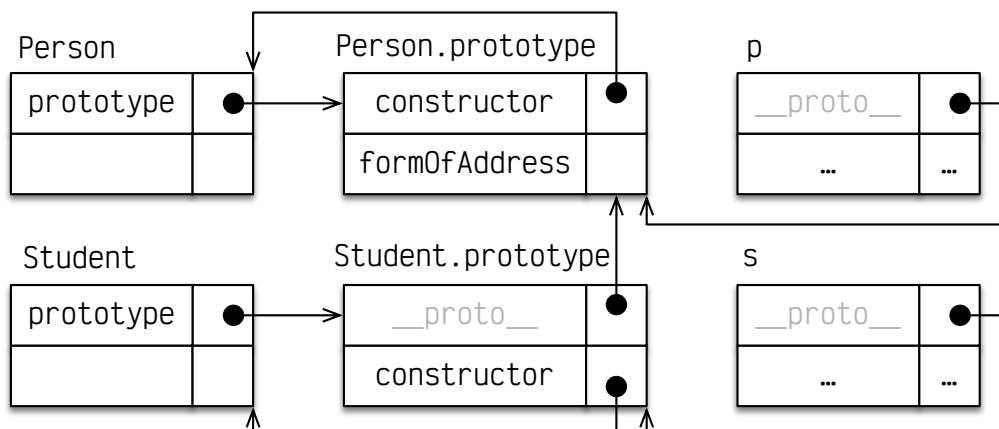 Person Person.prototype p
prototype constructor __proto__
formOfAddress … …
Student Student.prototype s
prototype __proto__ __proto__
constructor … …